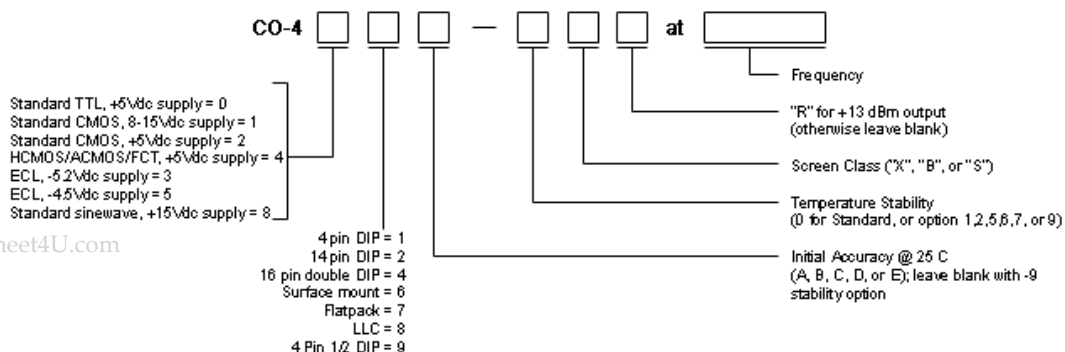 CO-4 — at
Frequency
"R" for +13 dBm output
(otherwise leave blank)
Screen Class ("X", "B", or "S")
Temperature Stability
(0 for Standard, or option 1,2,5,6,7, or 9)
Initial Accuracy @ 25 C
(A, B, C, D, or E); leave blank with -9
stability option
Standard TTL, +5Vdc supply = 0
Standard CMOS, 8-15Vdc supply = 1
Standard CMOS, +5Vdc supply = 2
HCMOS/ACMOS/FCT, +5Vdc supply = 4
ECL, -5.2Vdc supply = 3
ECL, -4.5Vdc supply = 5
Standard sinewave, +15Vdc supply = 8
4 pin DIP = 1
14 pin DIP = 2
16 pin double DIP = 4
Surface mount = 6
Flatpack = 7
LLC = 8
4 Pin 1/2 DIP = 9
heet4U.com